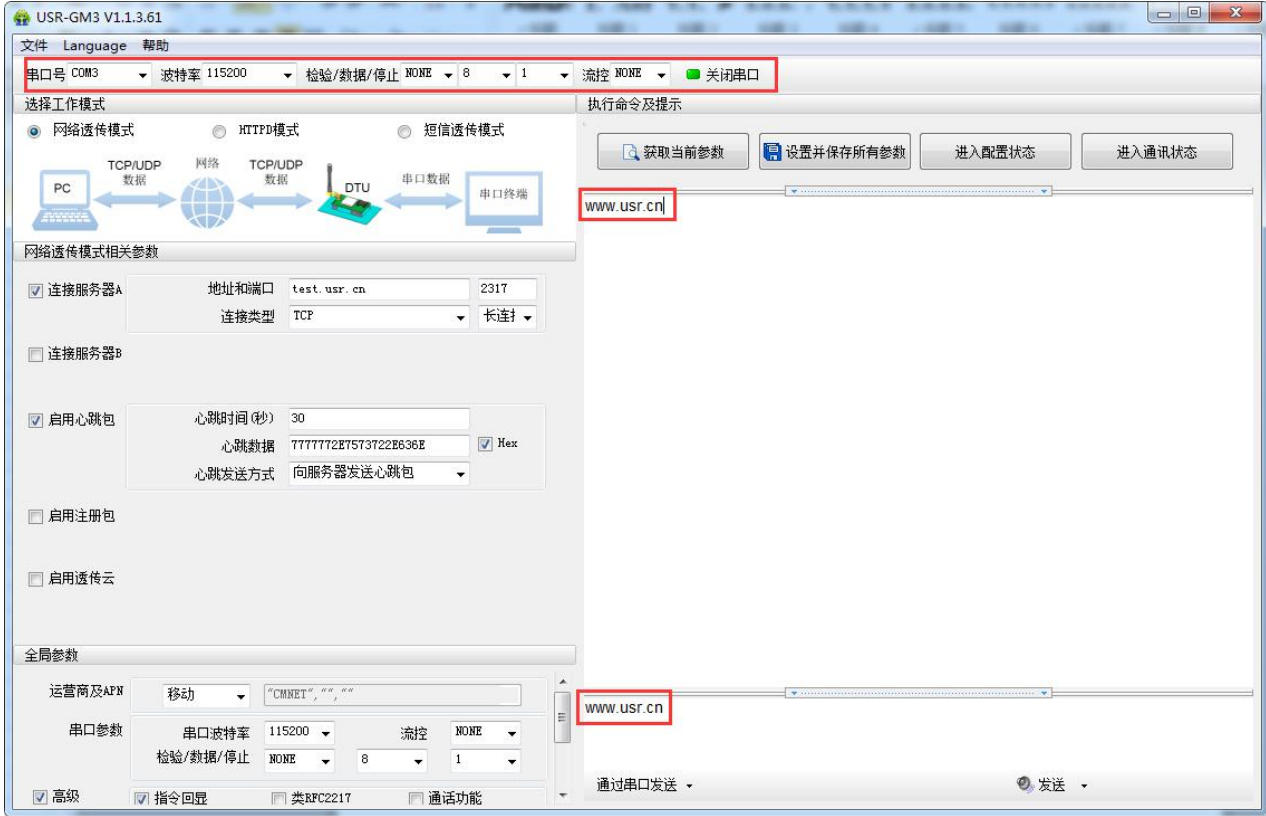 USR-GM3 V1.1.3.61
文件 Language 帮助
串口号 COM3 波特率 115200 检验/数据/停止 NONE 8 1 流控 NONE 关闭串口
选择工作模式
网络透传模式 HTTPD模式 短信透传模式
PC
TCP/UDP
数据
网络
TCP/UDP
数据
DTU
串口数据
串口终端
网络透传模式相关参数
连接服务器A 地址和端口 test.usr.cn 2317
连接类型 TCP
连接服务器B
启用心跳包 心跳时间(秒) 30
心跳数据 7777772E7573722E636E Hex
心跳发送方式 向服务器发送心跳包
启用注册包
启用透传云
全局参数
运营商及APN 移动 "CMNET","",""
串口参数 串口波特率 115200 流控 NONE
检验/数据/停止 NONE 8 1
高级 指令回显 类RFC2217 通话功能
执行命令及提示
获取当前参数 设置并保存所有参数 进入配置状态 进入通讯状态
www.usr.cn
www.usr.cn
通过串口发送 发送